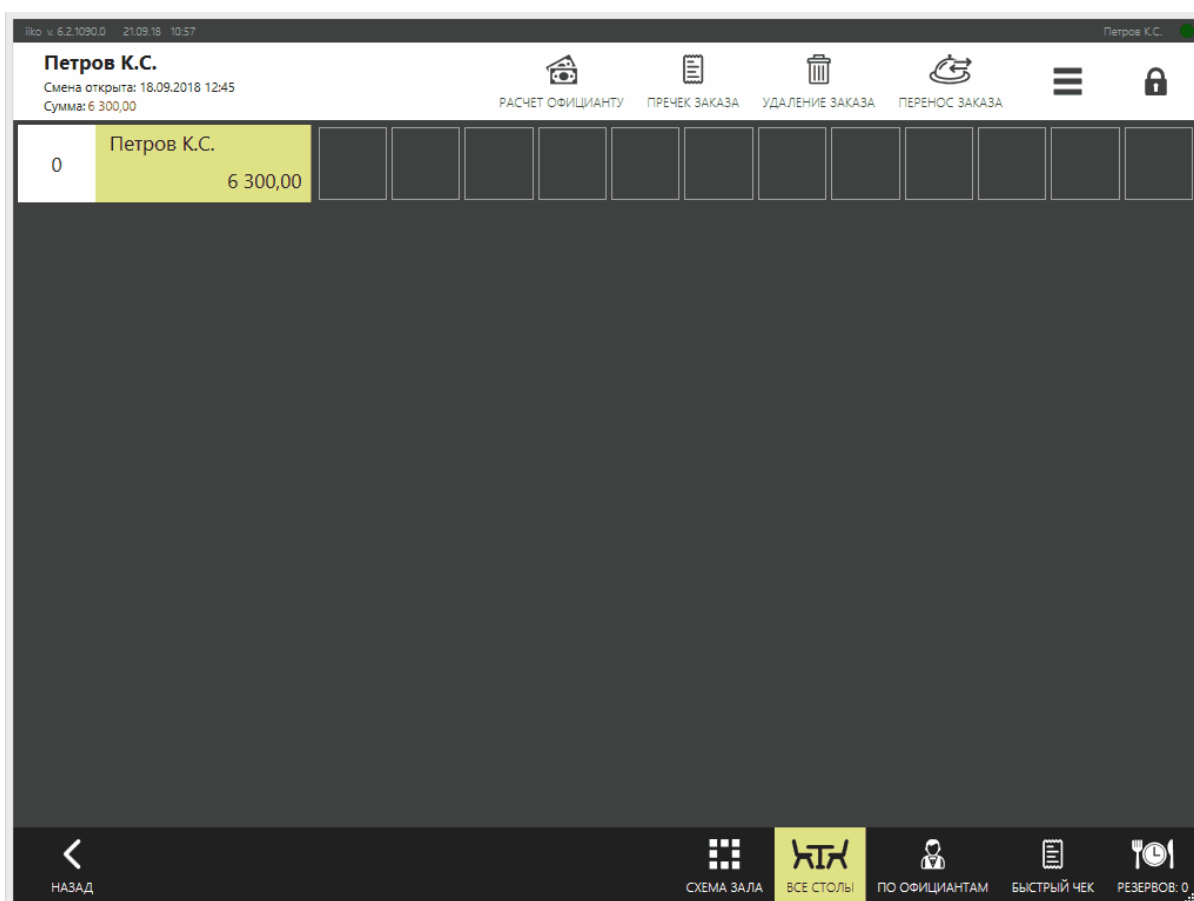 iiko v. 6.2.1090.0 21.09.18 10:57 Петров К.С.
Петров К.С.
Смена открыта: 18.09.2018 12:45
Сумма: 6 300,00
РАСЧЕТ ОФИЦИАНТУ ПРЕЧЕК ЗАКАЗА УДАЛЕНИЕ ЗАКАЗА ПЕРЕНОС ЗАКАЗА
0 Петров К.С.
6 300,00
НАЗАД СХЕМА ЗАЛА ВСЕ СТОЛЫ ПО ОФИЦИАНТАМ БЫСТРЫЙ ЧЕК РЕЗЕРВОВ: 0